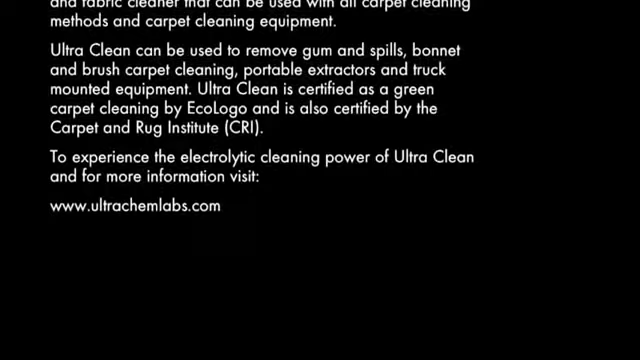 and fabric cleaner that can be used with all carpet cleaning
methods and carpet cleaning equipment.
Ultra Clean can be used to remove gum and spills, bonnet
and brush carpet cleaning, portable extractors and truck
mounted equipment. Ultra Clean is certified as a green
carpet cleaning by EcoLogo and is also certified by the
Carpet and Rug Institute (CRI).
To experience the electrolytic cleaning power of Ultra Clean
and for more information visit:
www.ultrachemlabs.com